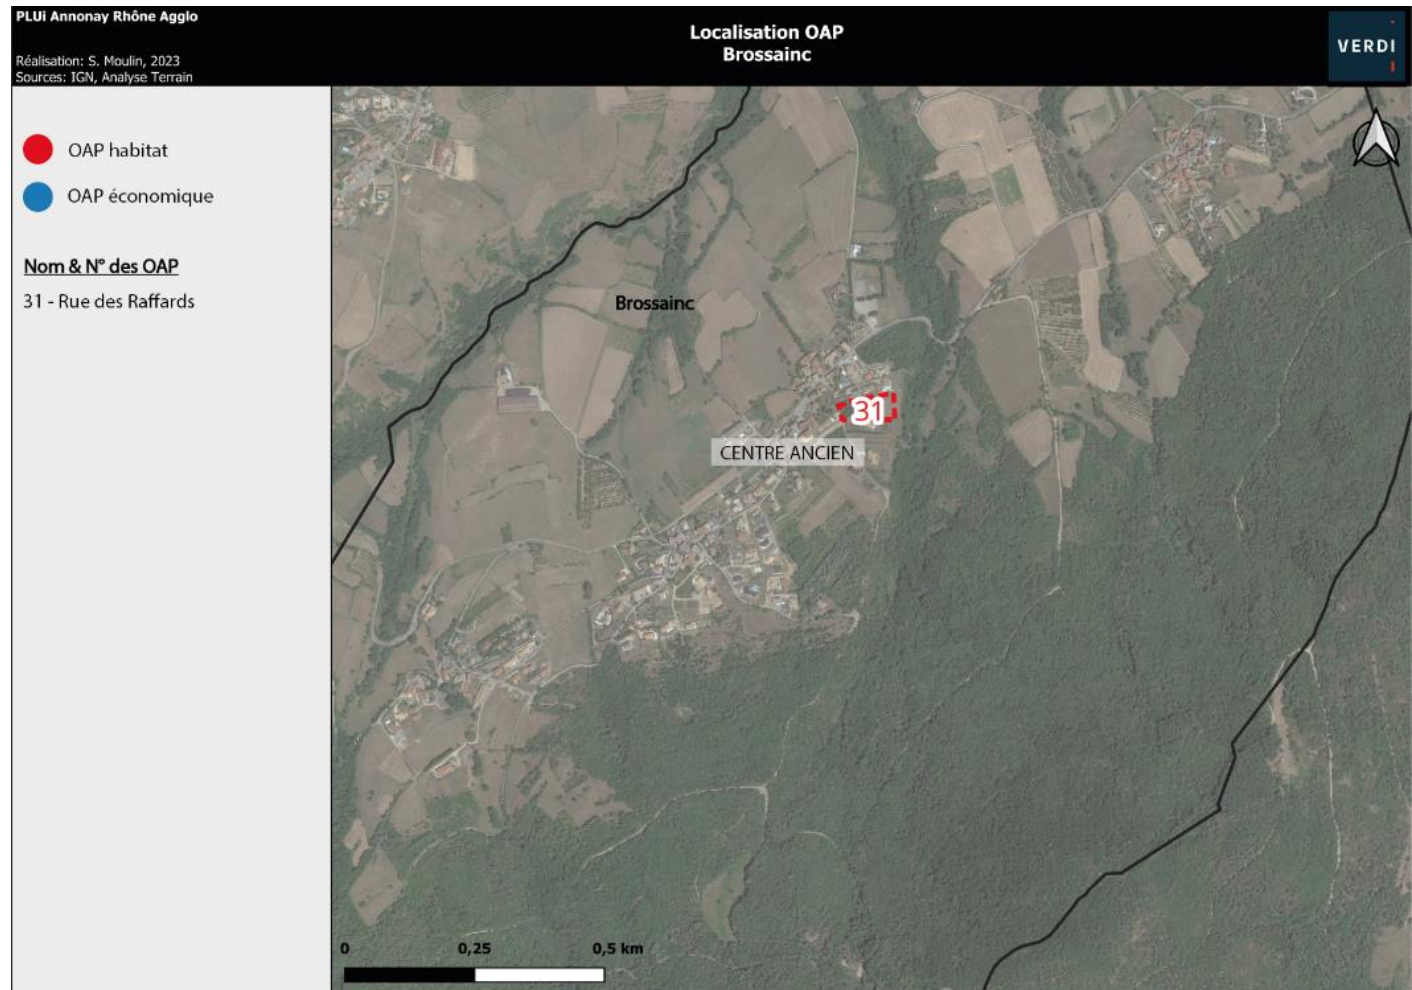 PLUi Annonay Rhône Agglo
Réalisation: S. Moulin, 2023
Sources: IGN, Analyse Terrain
Localisation OAP
Brossainc
VERDI
OAP habitat
OAP économique
Nom & N° des OAP
31 - Rue des Raffards
Brossainc
31
CENTRE ANCIEN
0 0,25 0,5 km